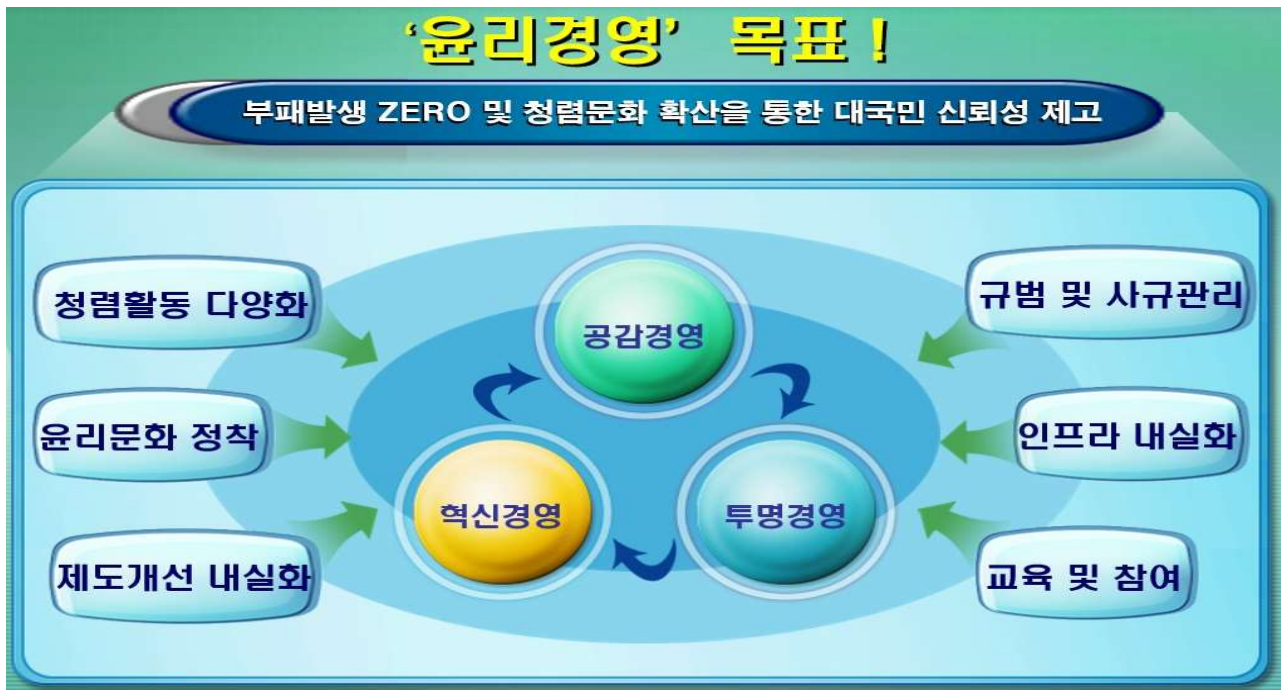 ‘윤리경영’ 목표 !
부패발생 ZERO 및 청렴문화 확산을 통한 대국민 신뢰성 제고
청렴활동 다양화
윤리문화 정착
제도개선 내실화
공감경영
혁신경영
투명경영
규범 및 사규관리
인프라 내실화
교육 및 참여